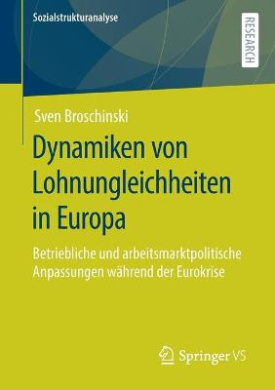 Sozialstrukturanalyse
RESEARCH
Sven Broschinski
Dynamiken von
Lohnungleichheiten
in Europa
Betriebliche und arbeitsmarktpolitische
Anpassungen während der Eurokrise
Springer VS